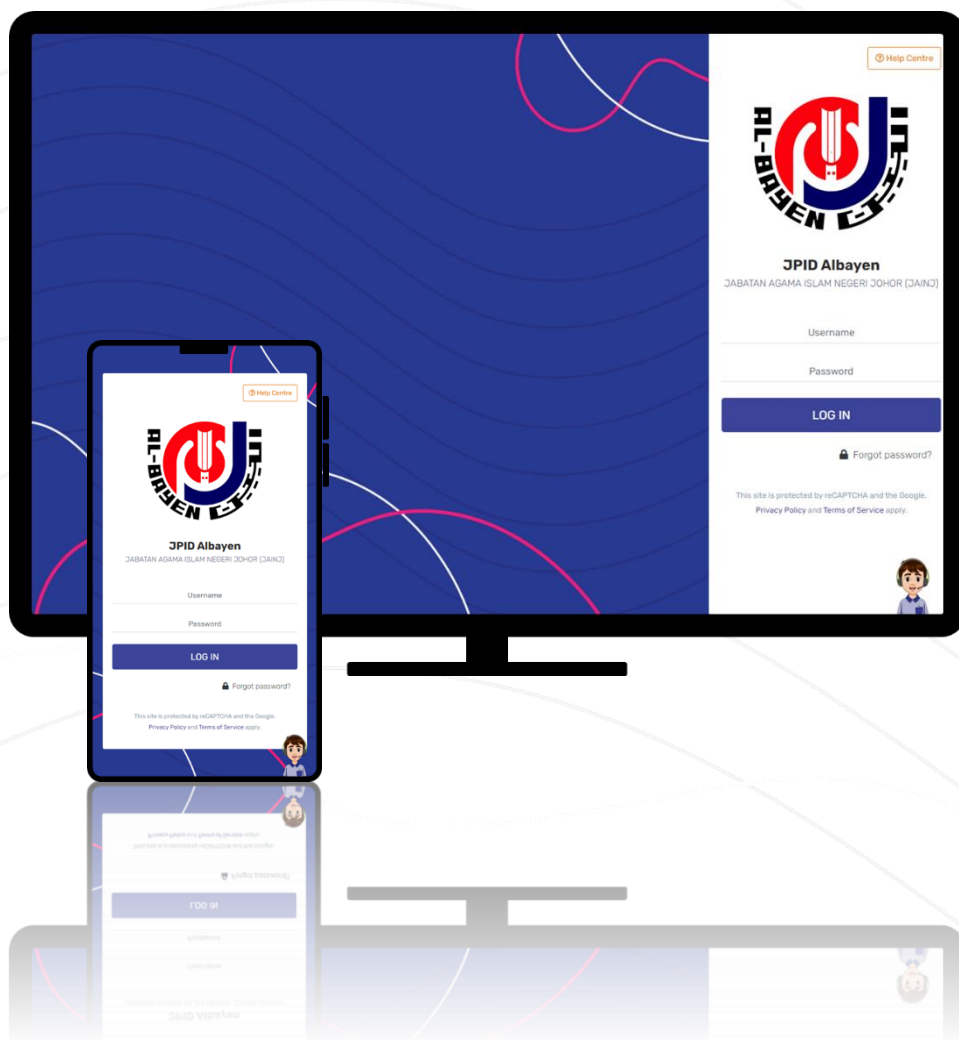 Help Centre
AL-BAYEN
JPID Albayen
JABATAN AGAMA ISLAM NEGERI JOHOR (JAINJ)
Username
Password
LOG IN
Forgot password?
This site is protected by reCAPTCHA and the Google.
Privacy Policy and Terms of Service apply.
Help Centre
AL-BAYEN
JPID Albayen
JABATAN AGAMA ISLAM NEGERI JOHOR (JAINJ)
Username
Password
LOG IN
Forgot password?
This site is protected by reCAPTCHA and the Google.
Privacy Policy and Terms of Service apply.